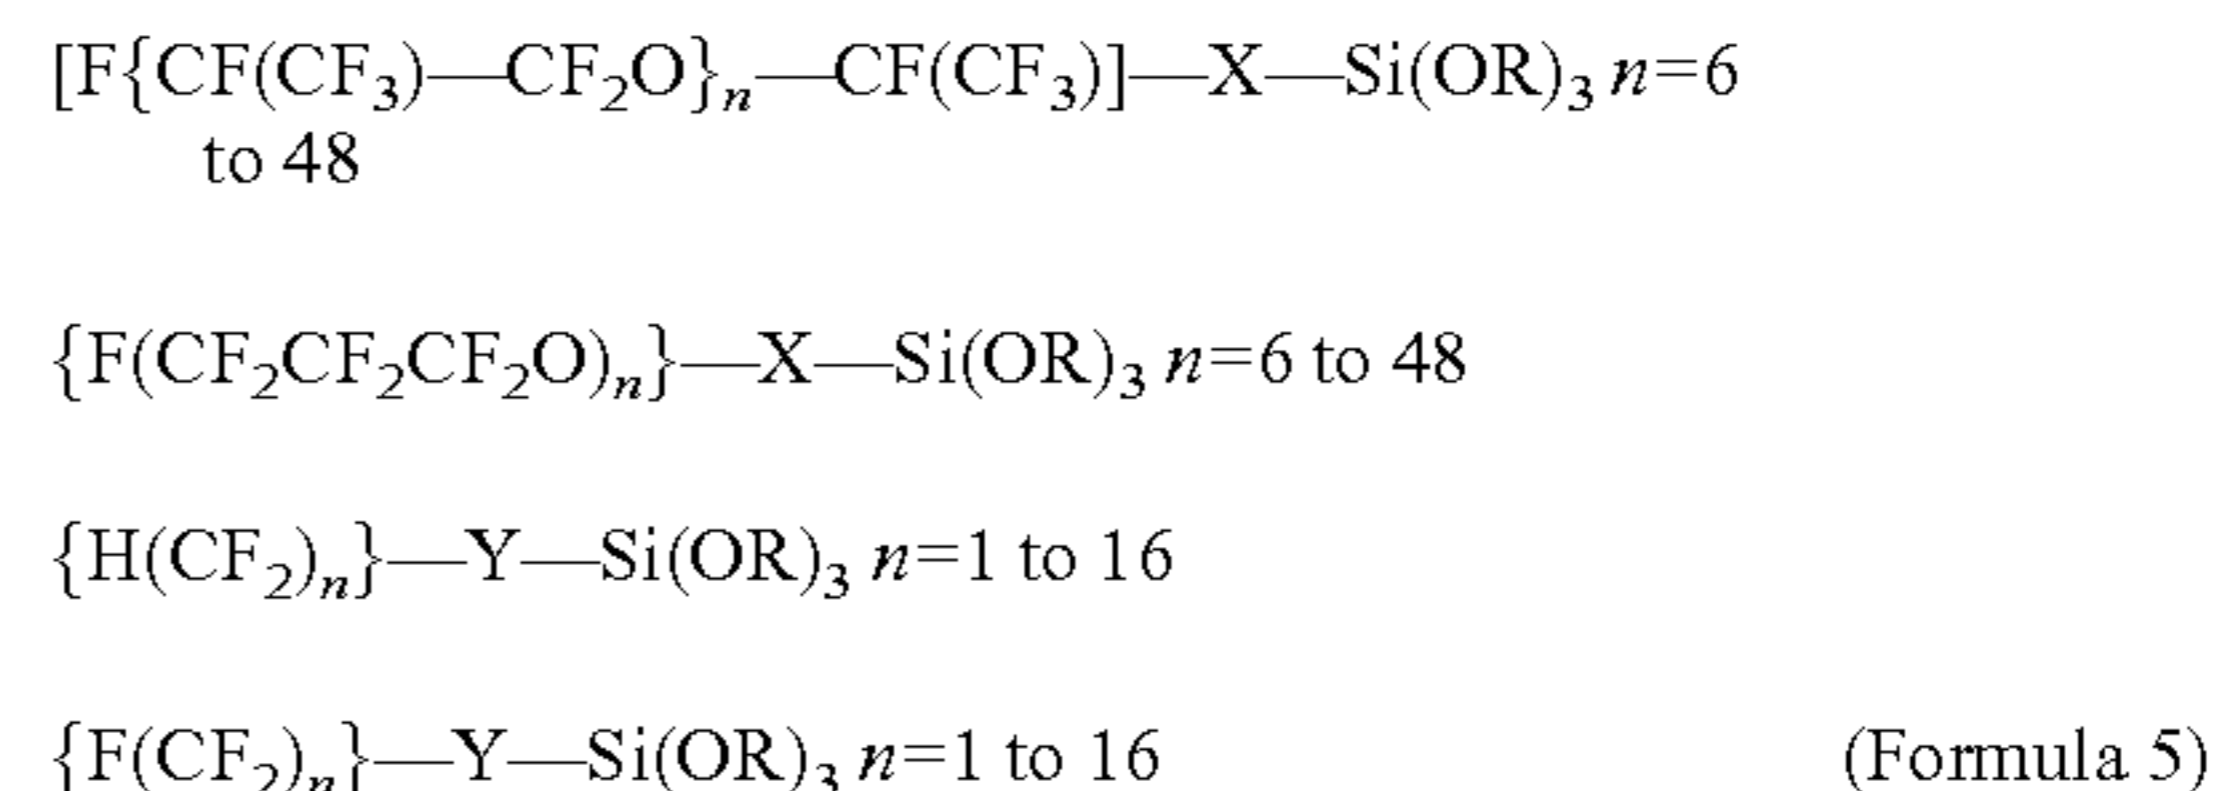 [F{CF(CF₃)—CF₂O}ₙ—CF(CF₃)]—X—Si(OR)₃ n=6
to 48
{F(CF₂CF₂CF₂O)ₙ}—X—Si(OR)₃ n=6 to 48
{H(CF₂)ₙ}—Y—Si(OR)₃ n=1 to 16
{F(CF₂)ₙ}—Y—Si(OR)₃ n=1 to 16 (Formula 5)